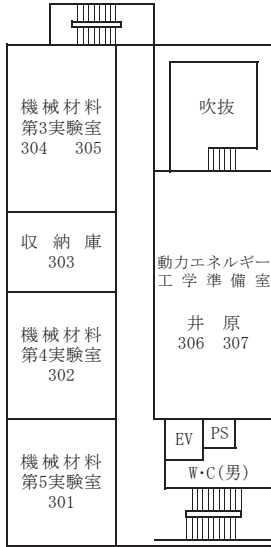 機械材料
第3実験室
304 305
吹抜
収納庫
303
動力エネルギー
工学準備室
井原
306 307
機械材料
第4実験室
302
EV
PS
W・C(男)
機械材料
第5実験室
301